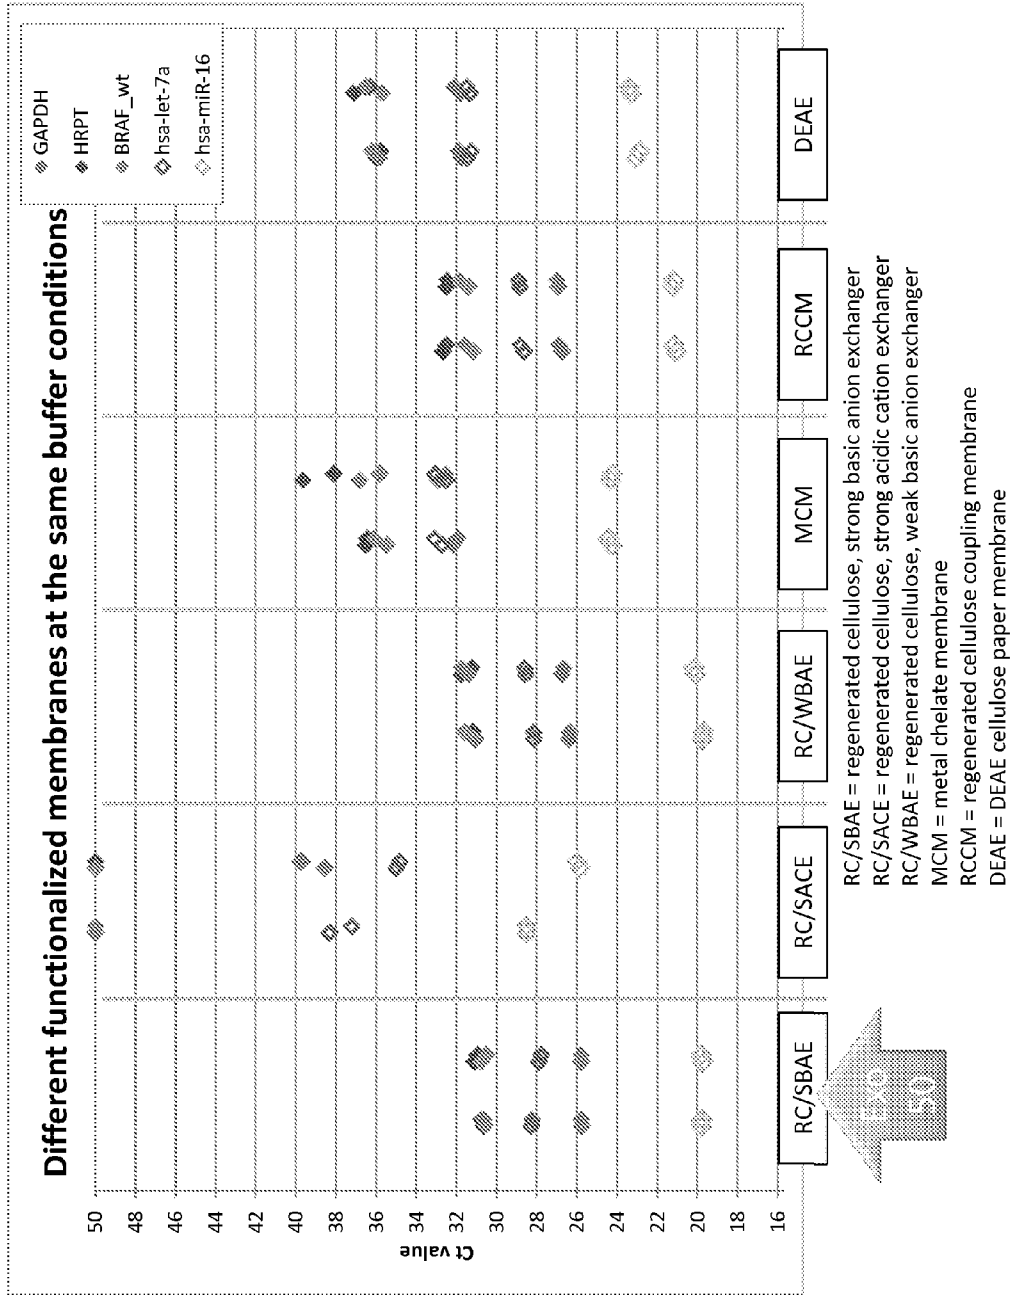 Different functionalized membranes at the same buffer conditions
GAPDH
HRPT
BRAF_wt
hsa-let-7a
hsa-miR-16
Ct value
50
48
46
44
42
40
38
36
34
32
30
28
26
24
22
20
18
16
RC/SBAE
RC/SACE
RC/WBAE
MCM
RCCM
DEAE
Exo
50
RC/SBAE = regenerated cellulose, strong basic anion exchanger
RC/SACE = regenerated cellulose, strong acidic cation exchanger
RC/WBAE = regenerated cellulose, weak basic anion exchanger
MCM = metal chelate membrane
RCCM = regenerated cellulose coupling membrane
DEAE = DEAE cellulose paper membrane